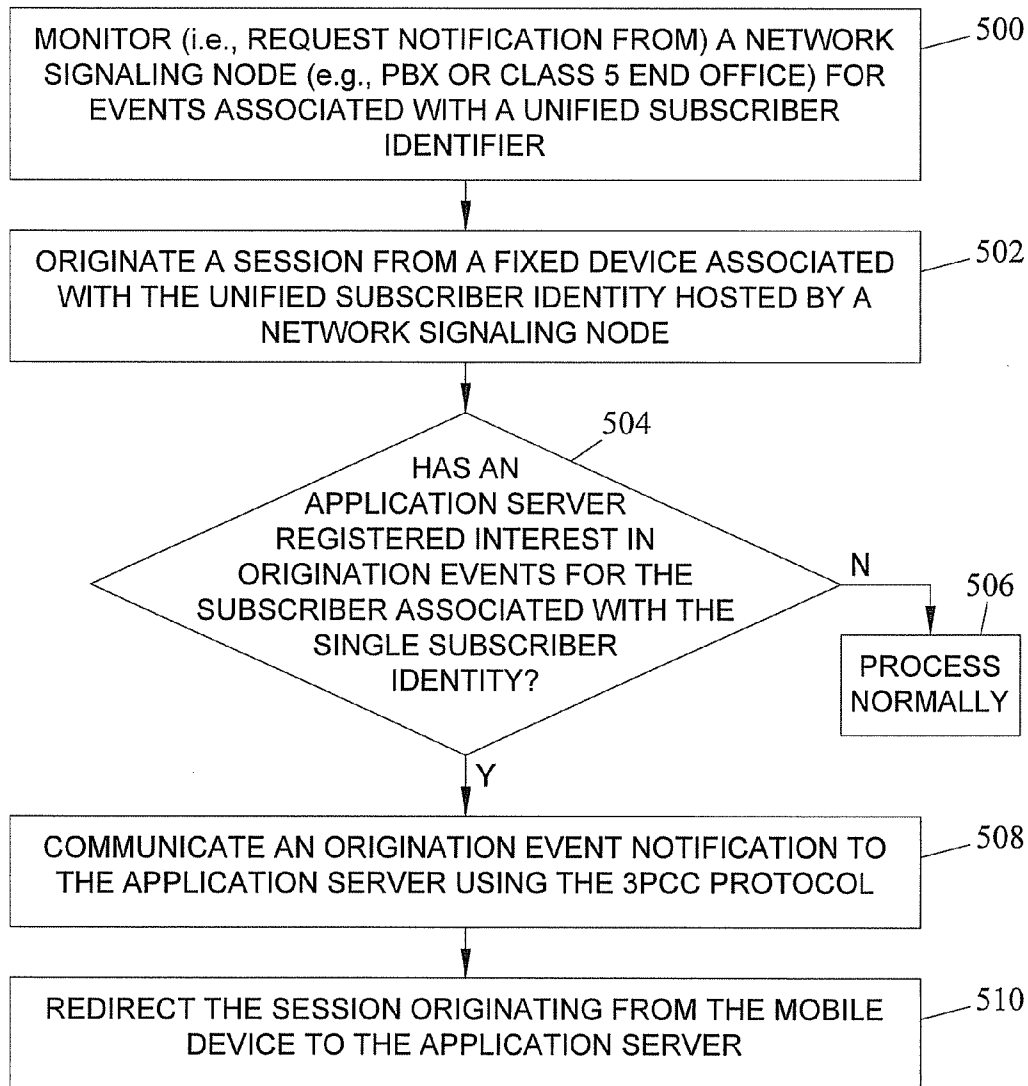 MONITOR (i.e., REQUEST NOTIFICATION FROM) A NETWORK
SIGNALING NODE (e.g., PBX OR CLASS 5 END OFFICE) FOR
EVENTS ASSOCIATED WITH A UNIFIED SUBSCRIBER
IDENTIFIER
500
ORIGINATE A SESSION FROM A FIXED DEVICE ASSOCIATED
WITH THE UNIFIED SUBSCRIBER IDENTITY HOSTED BY A
NETWORK SIGNALING NODE
502
504
HAS AN
APPLICATION SERVER
REGISTERED INTEREST IN
ORIGINATION EVENTS FOR THE
SUBSCRIBER ASSOCIATED WITH THE
SINGLE SUBSCRIBER
IDENTITY?
N
506
PROCESS
NORMALLY
Y
COMMUNICATE AN ORIGINATION EVENT NOTIFICATION TO
THE APPLICATION SERVER USING THE 3PCC PROTOCOL
508
REDIRECT THE SESSION ORIGINATING FROM THE MOBILE
DEVICE TO THE APPLICATION SERVER
510